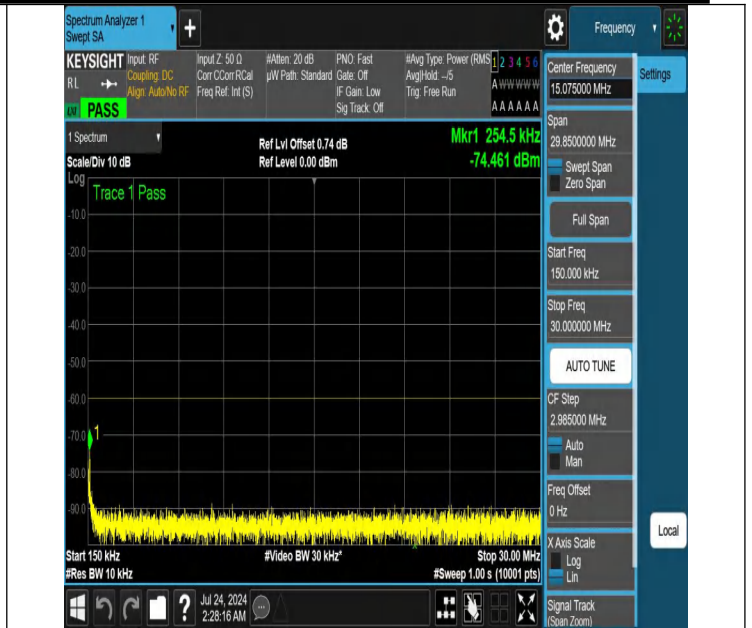 Spectrum Analyzer 1
Swept SA
+
Frequency
KEYSIGHT
RL
PASS
Input: RF
Coupling: DC
Align: Auto/No RF
Input Z: 50 Ω
Corr CCorr RCal
Freq Ref: Int (S)
#Atten: 20 dB
µW Path: Standard
PNO: Fast
Gate: Off
IF Gain: Low
Sig Track: Off
#Avg Type: Power (RMS
Avg|Hold: --/5
Trig: Free Run
1 2 3 4 5 6
A W W W W W
A A A A A A
1 Spectrum
Scale/Div 10 dB
Ref Lvl Offset 0.74 dB
Ref Level 0.00 dBm
Mkr1 254.5 kHz
-74.461 dBm
Log
Trace 1 Pass
-10.0
-20.0
-30.0
-40.0
-50.0
-60.0
-70.0
1
-80.0
-90.0
Start 150 kHz
#Res BW 10 kHz
#Video BW 30 kHz*
Stop 30.00 MHz
#Sweep 1.00 s (10001 pts)
Center Frequency
15.075000 MHz
Settings
Span
29.8500000 MHz
Swept Span
Zero Span
Full Span
Start Freq
150.000 kHz
Stop Freq
30.000000 MHz
AUTO TUNE
CF Step
2.985000 MHz
Auto
Man
Freq Offset
0 Hz
X Axis Scale
Log
Lin
Local
Signal Track
(Span Zoom)
?
Jul 24, 2024
2:28:16 AM